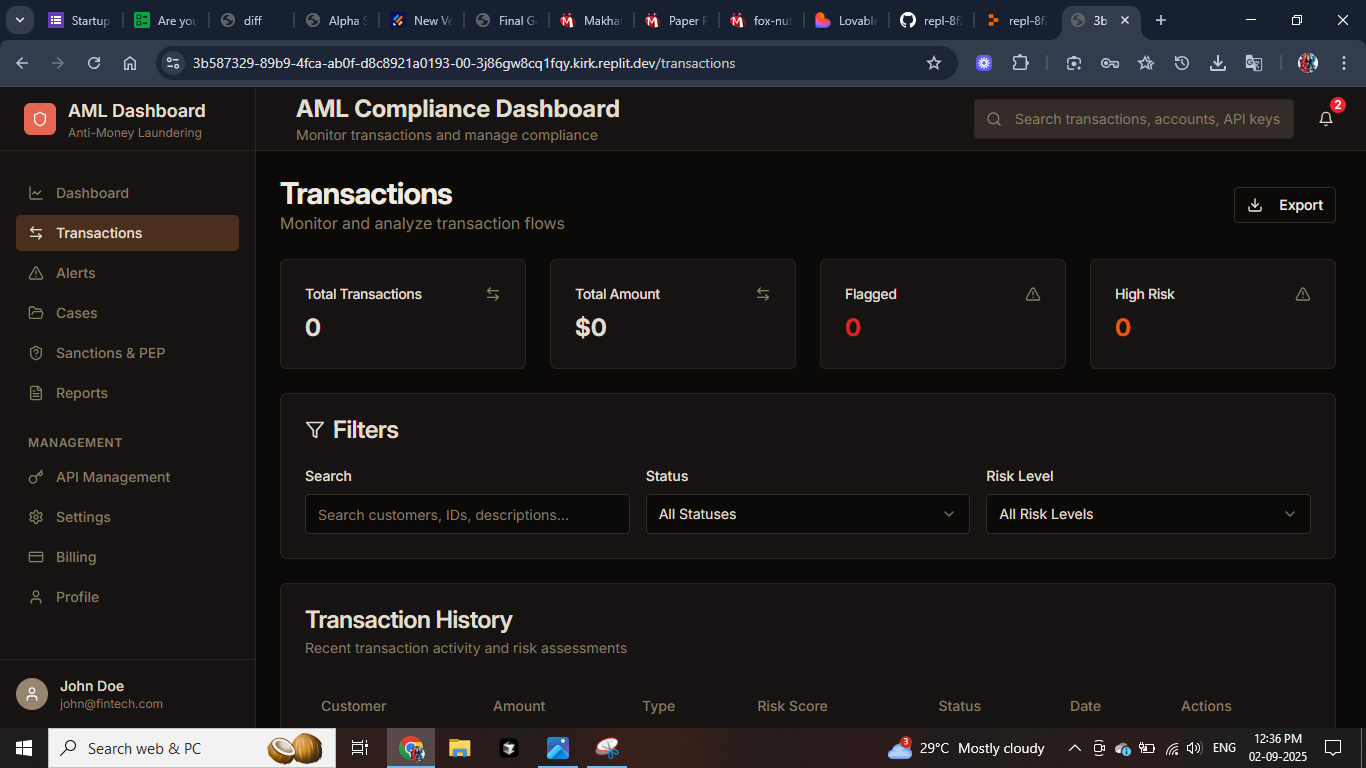 Startup
Are you
diff
Alpha S
New Ve
Final G
Makha
Paper F
fox-nut
Lovabl
repl-8f
repl-8f
3b
3b587329-89b9-4fca-ab0f-d8c8921a0193-00-3j86gw8cq1fqy.kirk.replit.dev/transactions
AML Dashboard
Anti-Money Laundering
AML Compliance Dashboard
Monitor transactions and manage compliance
Search transactions, accounts, API keys
2
Dashboard
Transactions
Alerts
Cases
Sanctions & PEP
Reports
MANAGEMENT
API Management
Settings
Billing
Profile
John Doe
john@fintech.com
Transactions
Monitor and analyze transaction flows
Export
Total Transactions
0
Total Amount
$0
Flagged
0
High Risk
0
Filters
Search
Search customers, IDs, descriptions...
Status
All Statuses
Risk Level
All Risk Levels
Transaction History
Recent transaction activity and risk assessments
Customer Amount Type Risk Score Status Date Actions
Search web & PC
3
29°C Mostly cloudy
ENG
12:36 PM
02-09-2025